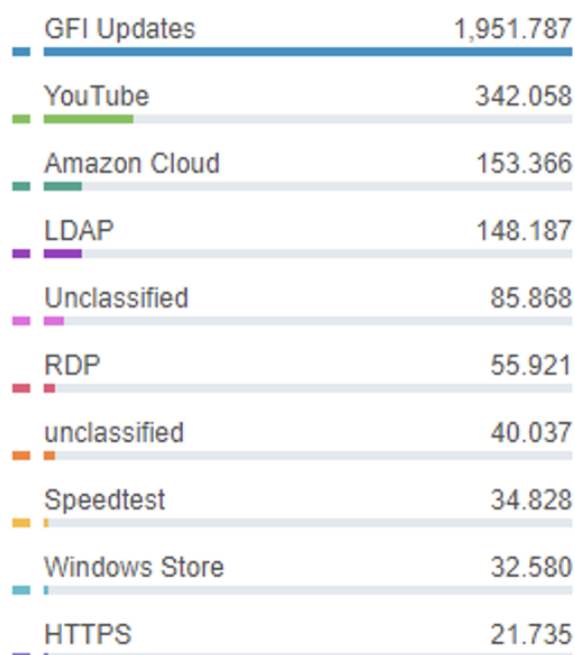 GFI Updates 1,951.787
YouTube 342.058
Amazon Cloud 153.366
LDAP 148.187
Unclassified 85.868
RDP 55.921
unclassified 40.037
Speedtest 34.828
Windows Store 32.580
HTTPS 21.735